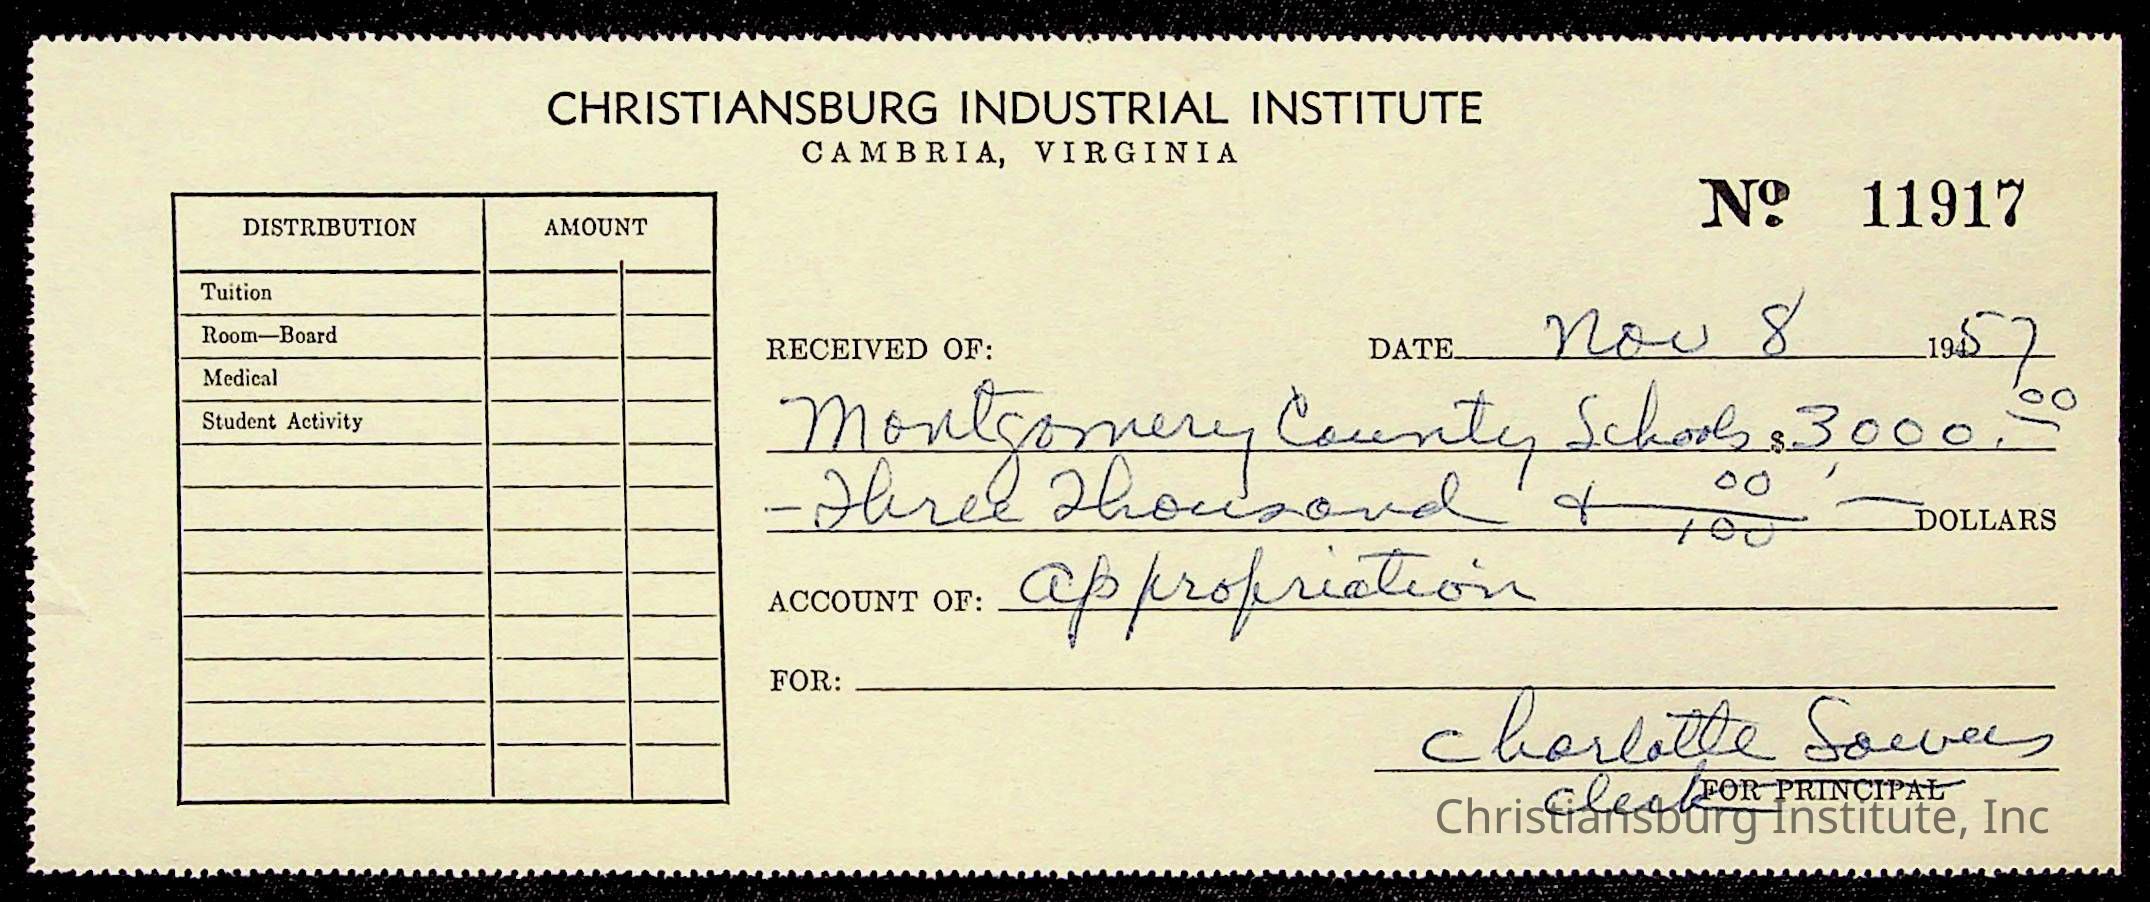 CHRISTIANSBURG INDUSTRIAL INSTITUTE
CAMBRIA, VIRGINIA
Nº 11917
DISTRIBUTION AMOUNT
Tuition
Room—Board
Medical
Student Activity
RECEIVED OF: DATE Nov 8 1957
Montgomery County Schools $ 3000.00
- Three Thousand & 00/100 — DOLLARS
ACCOUNT OF: appropriation
FOR:
Charlotte Sowers
Clerk FOR PRINCIPAL
Christiansburg Institute, Inc